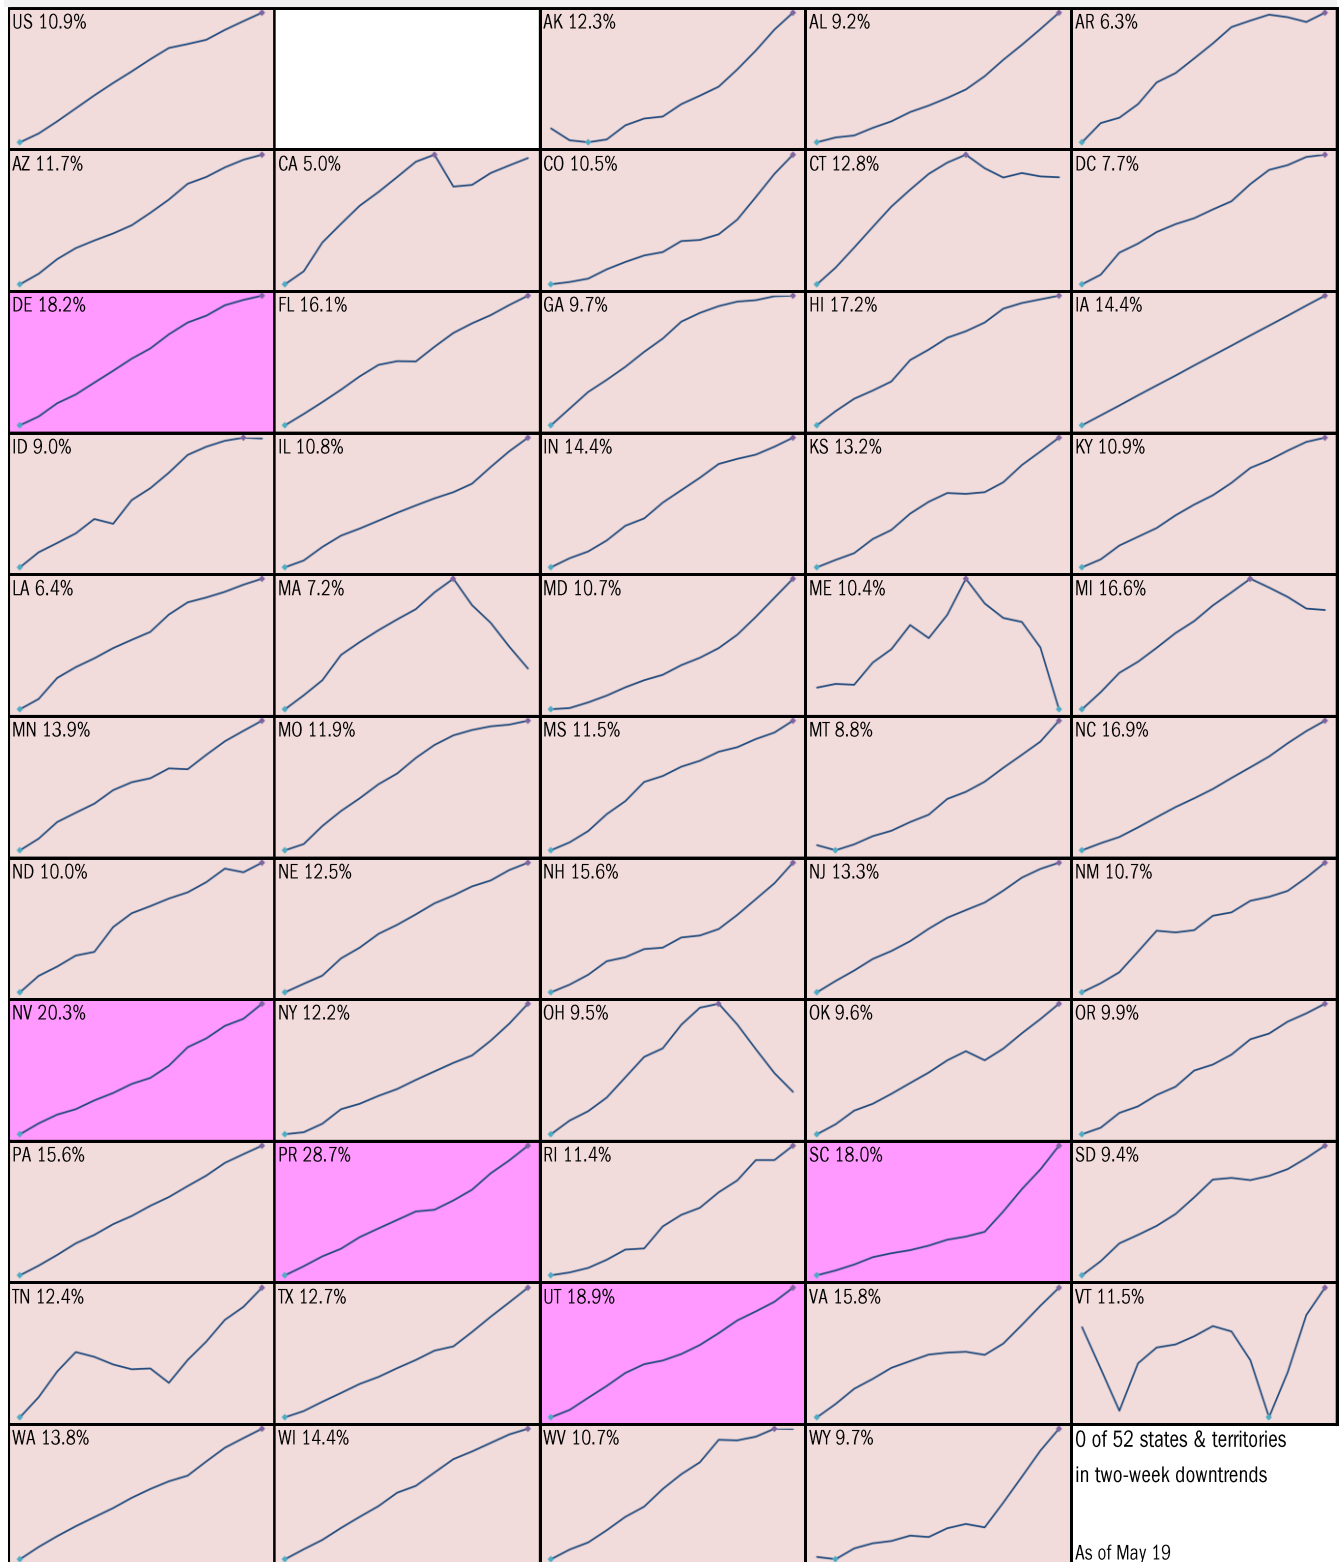 US 10.9%
AK 12.3%
AL 9.2%
AR 6.3%
AZ 11.7%
CA 5.0%
CO 10.5%
CT 12.8%
DC 7.7%
DE 18.2%
FL 16.1%
GA 9.7%
HI 17.2%
IA 14.4%
ID 9.0%
IL 10.8%
IN 14.4%
KS 13.2%
KY 10.9%
LA 6.4%
MA 7.2%
MD 10.7%
ME 10.4%
MI 16.6%
MN 13.9%
MO 11.9%
MS 11.5%
MT 8.8%
NC 16.9%
ND 10.0%
NE 12.5%
NH 15.6%
NJ 13.3%
NM 10.7%
NV 20.3%
NY 12.2%
OH 9.5%
OK 9.6%
OR 9.9%
PA 15.6%
PR 28.7%
RI 11.4%
SC 18.0%
SD 9.4%
TN 12.4%
TX 12.7%
UT 18.9%
VA 15.8%
VT 11.5%
WA 13.8%
WI 14.4%
WV 10.7%
WY 9.7%
0 of 52 states & territories
in two-week downtrends
As of May 19